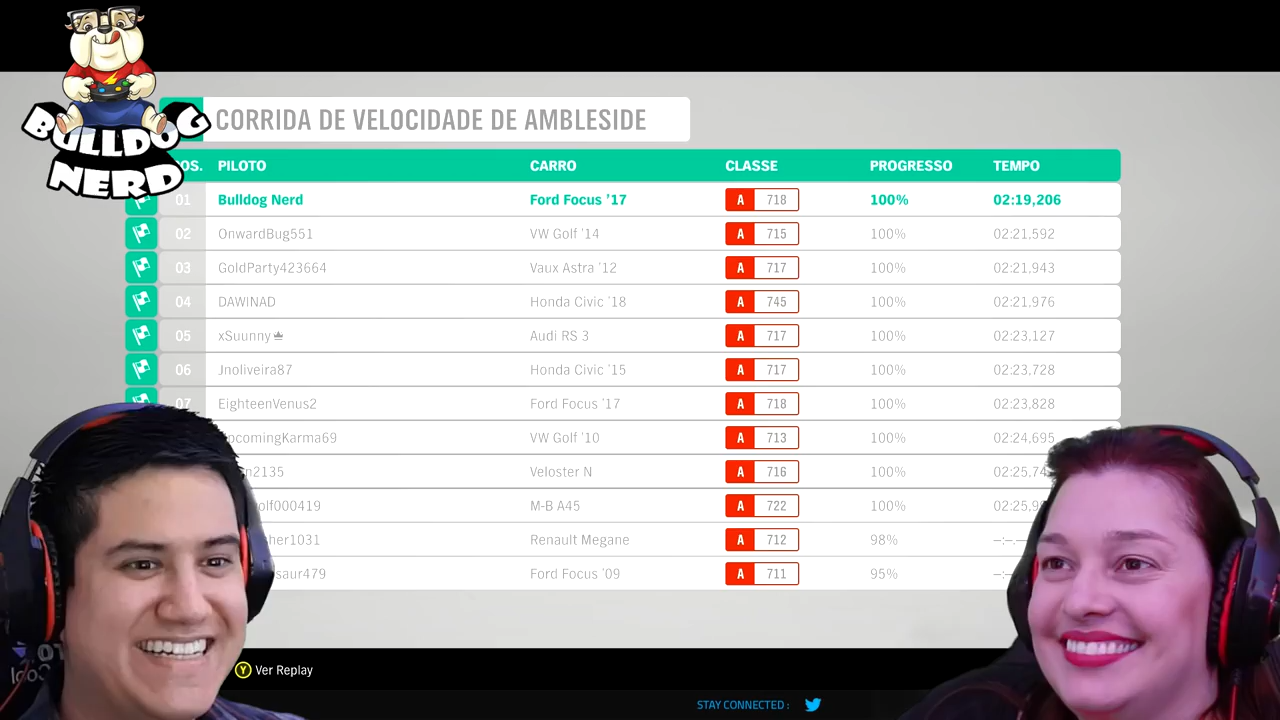 BULLDOG
NERD
CORRIDA DE VELOCIDADE DE AMBLESIDE
POS. PILOTO CARRO CLASSE PROGRESSO TEMPO
01 Bulldog Nerd Ford Focus '17 A 718 100% 02:19,206
02 OnwardBug551 VW Golf '14 A 715 100% 02:21,592
03 GoldParty423664 Vaux Astra '12 A 717 100% 02:21,943
04 DAWINAD Honda Civic '18 A 745 100% 02:21,976
05 xSuunny Audi RS 3 A 717 100% 02:23,127
06 Jnoliveira87 Honda Civic '15 A 717 100% 02:23,728
07 EighteenVenus2 Ford Focus '17 A 718 100% 02:23,828
VW Golf '10 A 713 100% 02:24,695
Veloster N A 716 100%
M-B A45 A 722 100%
Renault Megane A 712 98%
Ford Focus '09 A 711 95%
Y Ver Replay
STAY CONNECTED :